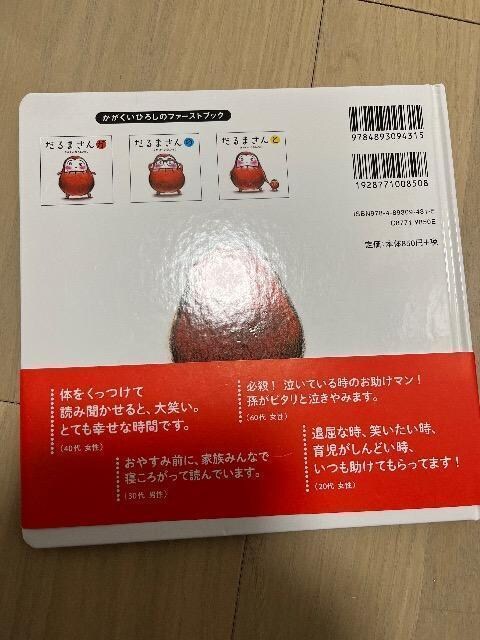 かがくいひろしのファーストブック
だるまさんが
だるまさんの
だるまさんと
9784893094315
1928771008508
ISBN978-4-89309-431-5
C8771 ¥850E
定価:本体850円+税
体をくっつけて
読み聞かせると、大笑い。
とても幸せな時間です。
(40代 女性)
必殺! 泣いている時のお助けマン!
孫がピタリと泣きやみます。
(60代 女性)
おやすみ前に、家族みんなで
寝ころがって読んでいます。
(30代 男性)
退屈な時、笑いたい時、
育児がしんどい時、
いつも助けてもらってます!
(20代 女性)